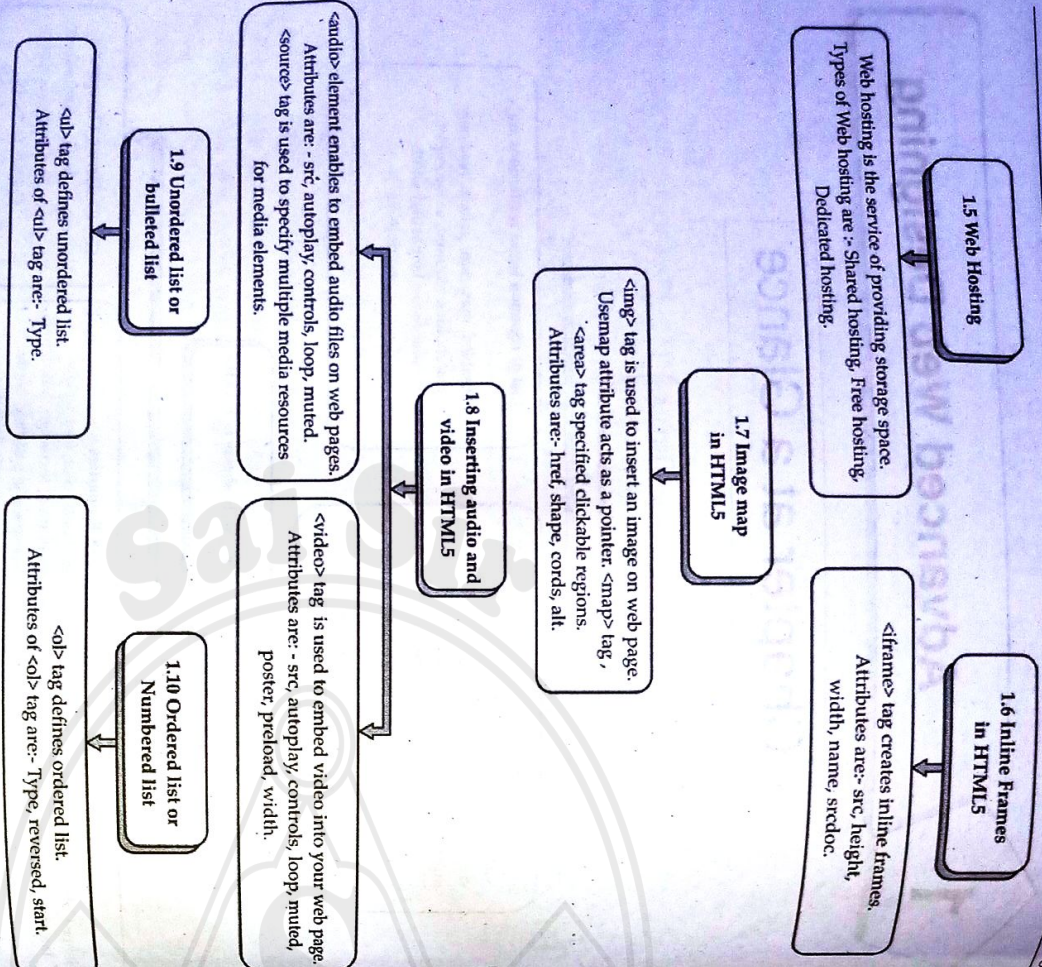 1.5 Web Hosting
Web hosting is the service of providing storage space.
Types of Web hosting are :- Shared hosting, Free hosting,
Dedicated hosting.
1.6 Inline Frames
in HTML5
<iframe> tag creates inline frames.
Attributes are:- src, height,
width, name, srcdoc.
1.7 Image map
in HTML5
<img> tag is used to insert an image on web page.
Usemap attribute acts as a pointer. <map> tag ,
<area> tag specified clickable regions.
Attributes are:- href, shape, cords, alt.
1.8 Inserting audio and
video in HTML5
<audio> element enables to embed audio files on web pages.
Attributes are: - src, autoplay, controls, loop, muted.
<source> tag is used to specify multiple media resources
for media elements.
<video> tag is used to embed video into your web page.
Attributes are: - src, autoplay, controls, loop, muted,
poster, preload, width.
1.9 Unordered list or
bulleted list
<ul> tag defines unordered list.
Attributes of <ul> tag are:- Type.
1.10 Ordered list or
Numbered list
<ol> tag defines ordered list.
Attributes of <ol> tag are:- Type, reversed, start.
Sai